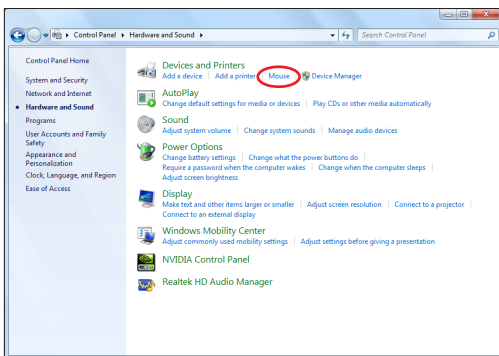 Control Panel ▸ Hardware and Sound ▸
Search Control Panel
Control Panel Home
System and Security
Network and Internet
Hardware and Sound
Programs
User Accounts and Family
Safety
Appearance and
Personalization
Clock, Language, and Region
Ease of Access
Devices and Printers
Add a device | Add a printer | Mouse | Device Manager
AutoPlay
Change default settings for media or devices | Play CDs or other media automatically
Sound
Adjust system volume | Change system sounds | Manage audio devices
Power Options
Change battery settings | Change what the power buttons do |
Require a password when the computer wakes | Change when the computer sleeps |
Adjust screen brightness
Display
Make text and other items larger or smaller | Adjust screen resolution | Connect to a projector |
Connect to an external display
Windows Mobility Center
Adjust commonly used mobility settings | Adjust settings before giving a presentation
NVIDIA Control Panel
Realtek HD Audio Manager